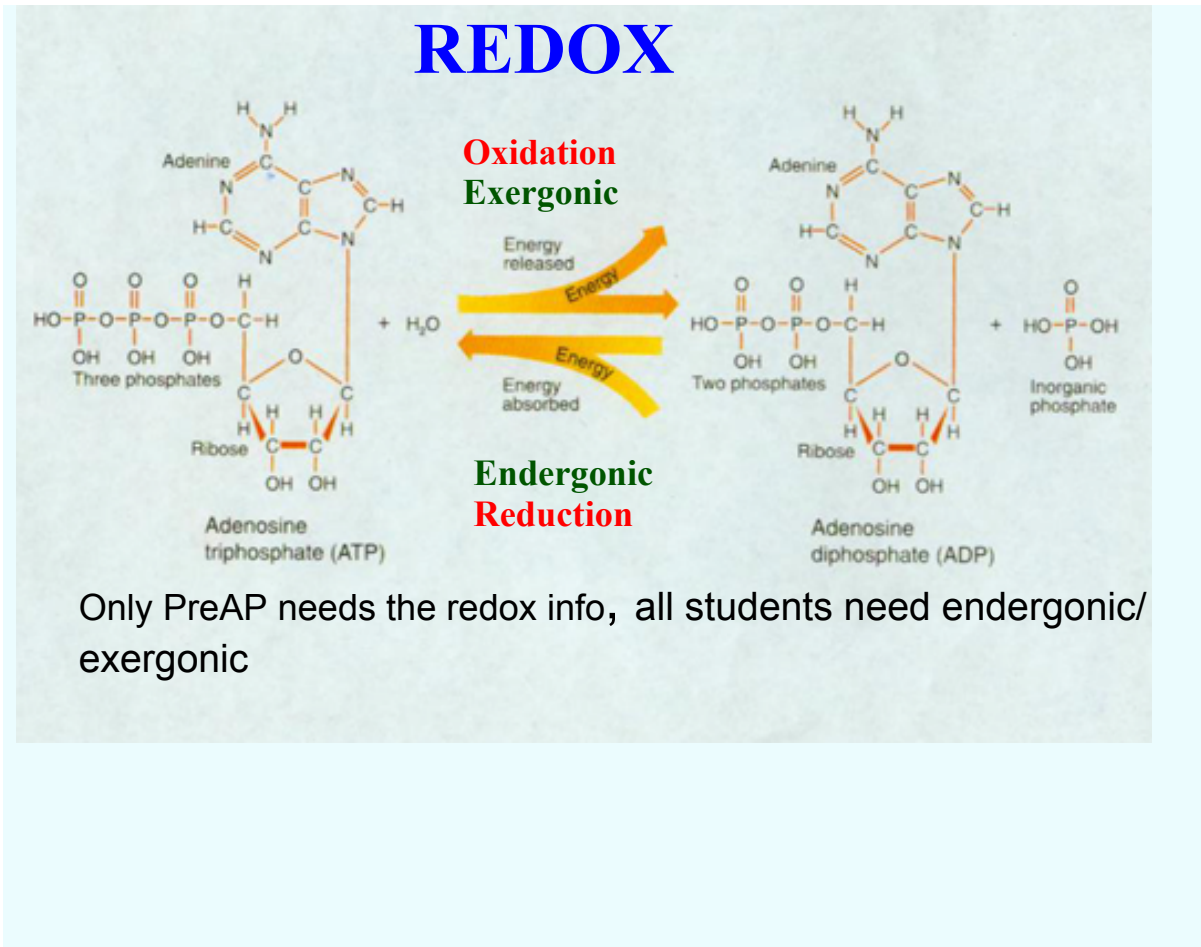 REDOX
Oxidation
Exergonic
Adenine
H H
N
C
N
C
N
C-H
H-C
C
N
N
Energy
released
Energy
O O O H
HO-P-O-P-O-P-O-C-H
OH OH OH
Three phosphates
O
C C
H H H H
Ribose
C C
OH OH
Adenosine
triphosphate (ATP)
+ H₂O
Energy
Energy
absorbed
Endergonic
Reduction
Adenine
H H
N
C
N
C
N
C-H
H-C
C
N
N
O O H
HO-P-O-P-O-C-H
OH OH
Two phosphates
O
C C
H H H H
Ribose
C C
OH OH
Adenosine
diphosphate (ADP)
+
O
HO-P-OH
OH
Inorganic
phosphate
Only PreAP needs the redox info, all students need endergonic/
exergonic